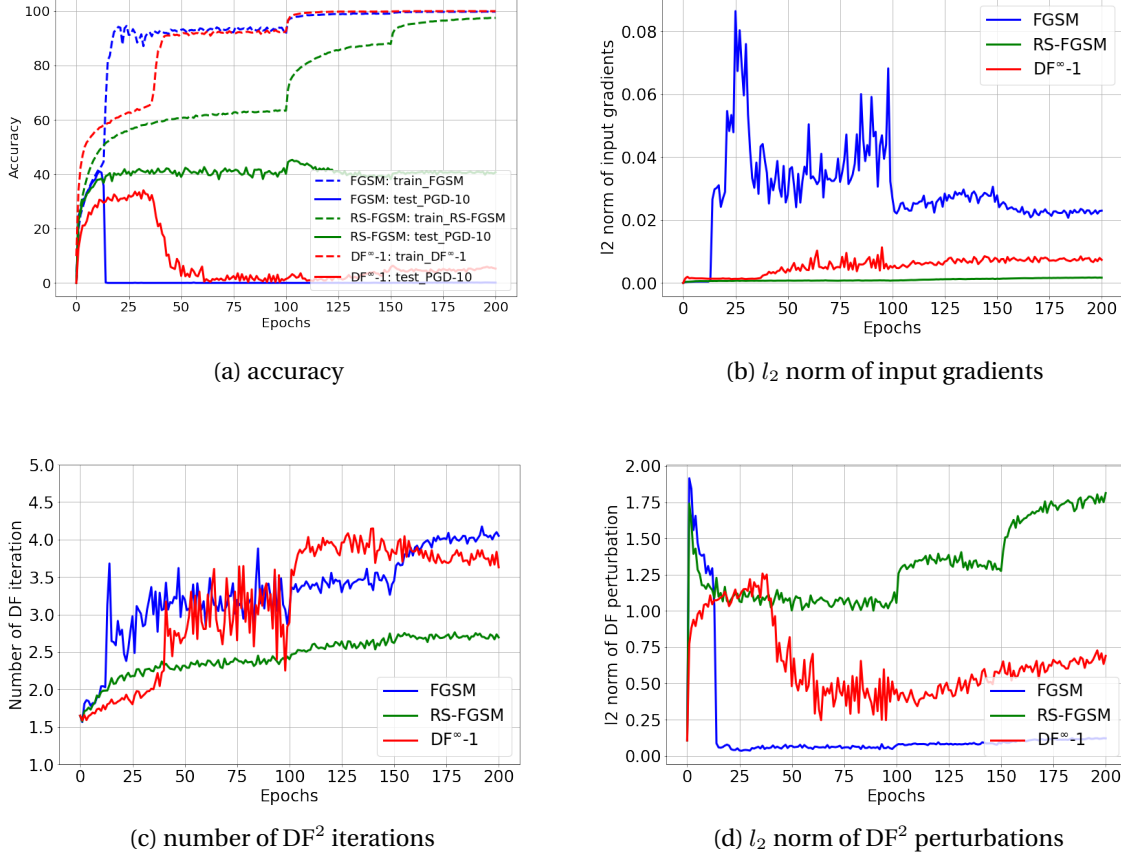 Accuracy
100
80
60
40
20
0
FGSM: train_FGSM
FGSM: test_PGD-10
RS-FGSM: train_RS-FGSM
RS-FGSM: test_PGD-10
DF∞-1: train_DF∞-1
DF∞-1: test_PGD-10
0 25 50 75 100 125 150 175 200
Epochs
(a) accuracy
l2 norm of input gradients
0.08
0.06
0.04
0.02
0.00
FGSM
RS-FGSM
DF∞-1
0 25 50 75 100 125 150 175 200
Epochs
(b) l₂ norm of input gradients
Number of DF iteration
5.0
4.5
4.0
3.5
3.0
2.5
2.0
1.5
1.0
FGSM
RS-FGSM
DF∞-1
0 25 50 75 100 125 150 175 200
Epochs
(c) number of DF² iterations
l2 norm of DF perturbation
2.00
1.75
1.50
1.25
1.00
0.75
0.50
0.25
0.00
FGSM
RS-FGSM
DF∞-1
0 25 50 75 100 125 150 175 200
Epochs
(d) l₂ norm of DF² perturbations